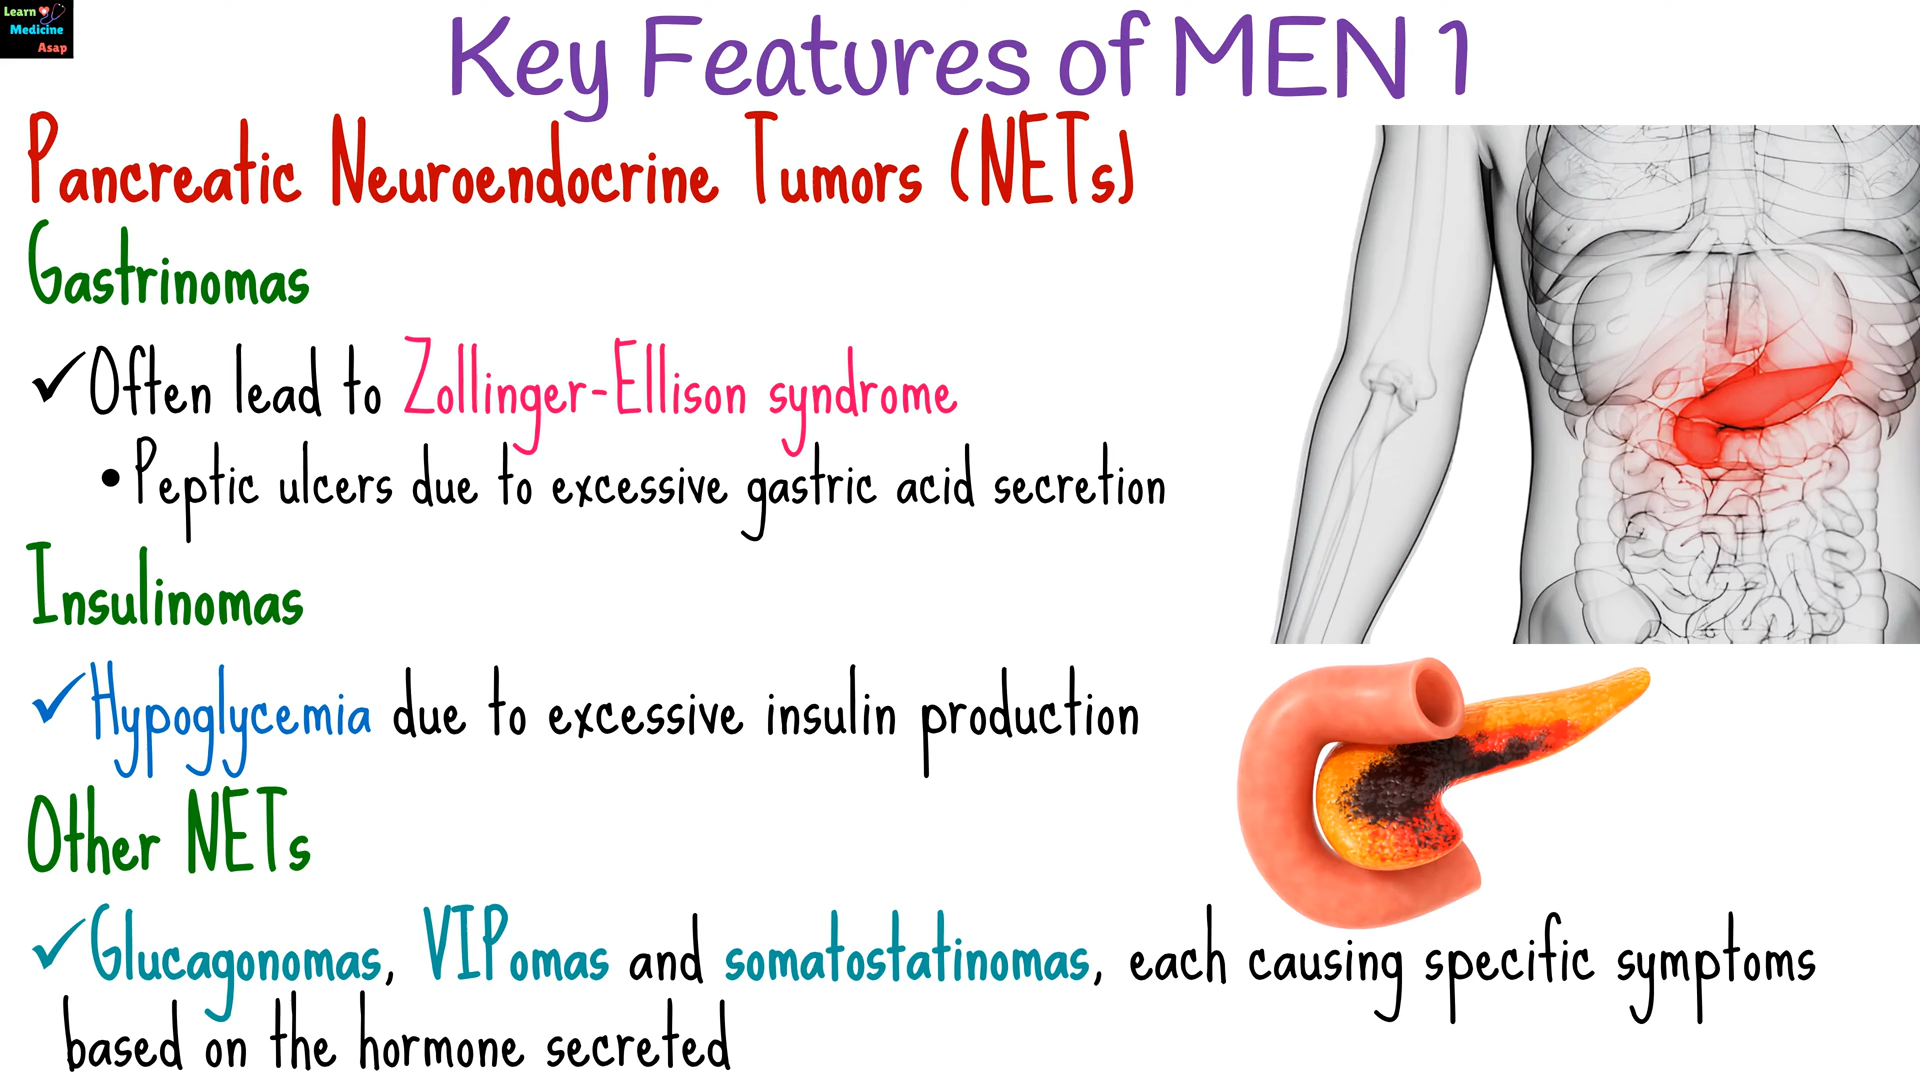 Learn
Medicine
Asap
Key Features of MEN 1
Pancreatic Neuroendocrine Tumors (NETs)
Gastrinomas
✓Often lead to Zollinger-Ellison syndrome
•Peptic ulcers due to excessive gastric acid secretion
Insulinomas
✓Hypoglycemia due to excessive insulin production
Other NETs
✓Glucagonomas, VIPomas and somatostatinomas, each causing specific symptoms
based on the hormone secreted